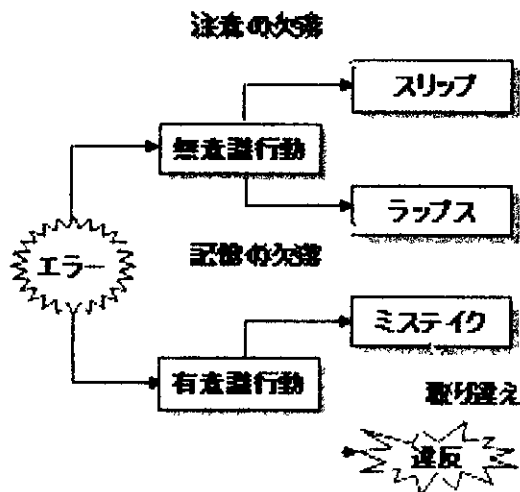 注意の欠落
スリップ
無意識行動
ラップス
エラー
記憶の欠落
ミステイク
有意識行動
取り違え
違反